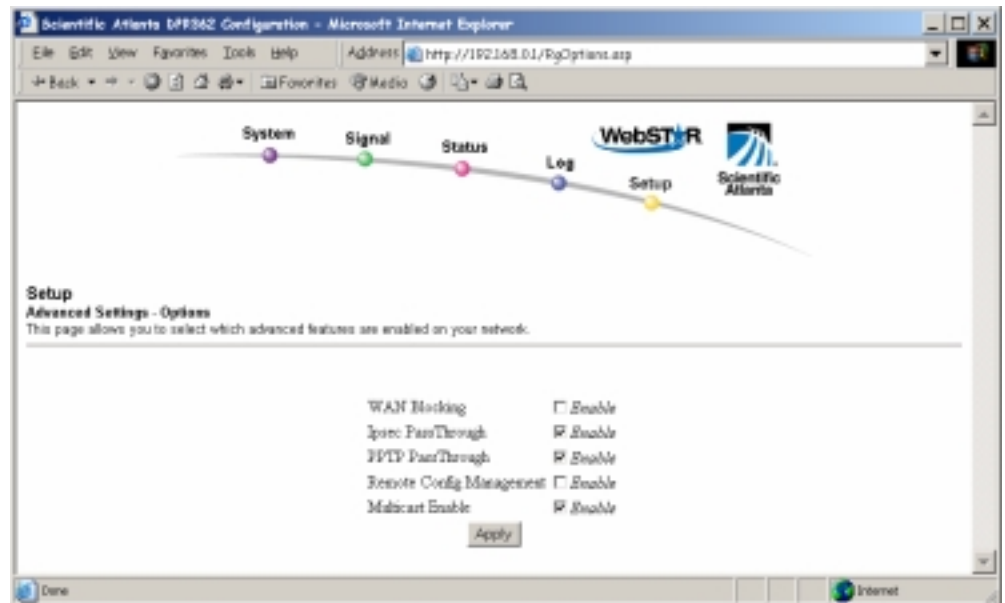 Scientific Atlanta DPR362 Configuration - Microsoft Internet Explorer
File Edit View Favorites Tools Help Address http://192.168.0.1/RgOptions.asp
Back Favorites Media
System
Signal
Status
Log
Setup
WebSTAR
Scientific
Atlanta
Setup
Advanced Settings - Options
This page allows you to select which advanced features are enabled on your network.
WAN Blocking Enable
Ipsec PassThrough Enable
PPTP PassThrough Enable
Remote Config Management Enable
Multicast Enable Enable
Apply
Done Internet